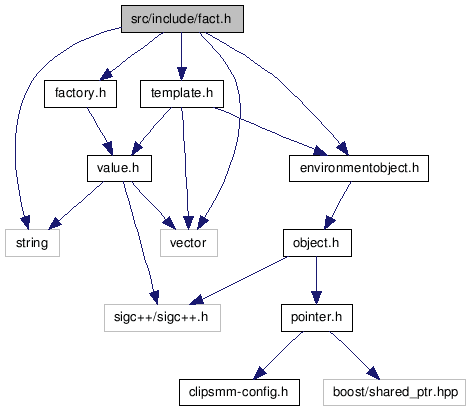 src/include/fact.h
factory.h
template.h
value.h
environmentobject.h
string
vector
object.h
sigc++/sigc++.h
pointer.h
clipsmm-config.h
boost/shared_ptr.hpp